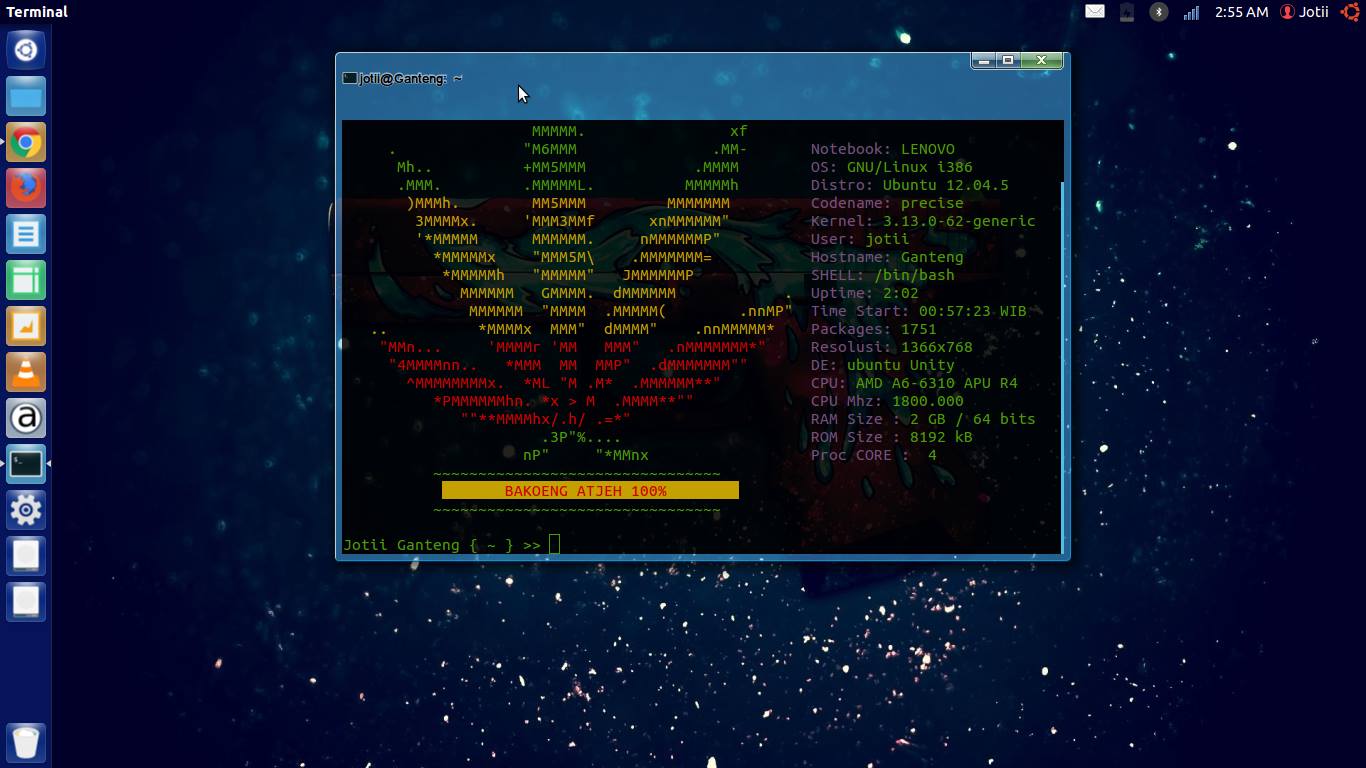 Terminal
2:55 AM Jotii
jotii@Ganteng: ~
MMMMM. xf
. "M6MMM .MM-
Mh.. +MM5MMM .MMMM
.MMM. .MMMMML. MMMMMh
)MMMh. MM5MMM MMMMMMM
3MMMMx. 'MMM3MMf xnMMMMMM"
'*MMMMM MMMMMM. nMMMMMMP"
*MMMMMx "MMM5M\ .MMMMMMM=
*MMMMMh "MMMMM" JMMMMMMP
MMMMMM GMMMM. dMMMMMM .
MMMMMM "MMMM .MMMMM( .nnMP"
.. *MMMMx MMM" dMMMM" .nnMMMMM*
"MMn... 'MMMMr 'MM MMM" .nMMMMMMM*"
"4MMMMnn.. *MMM MM MMP" .dMMMMMMM""
^MMMMMMMMx. *ML "M .M* .MMMMMM**"
*PMMMMMMhn. *x > M .MMMM**""
""**MMMMhx/.h/ .=*"
.3P"%....
nP" "*MMnx
~~~~~~~~~~~~~~~~~~~~~~~~~~~~~~~~
BAKOENG ATJEH 100%
~~~~~~~~~~~~~~~~~~~~~~~~~~~~~~~~
Notebook: LENOVO
OS: GNU/Linux i386
Distro: Ubuntu 12.04.5
Codename: precise
Kernel: 3.13.0-62-generic
User: jotii
Hostname: Ganteng
SHELL: /bin/bash
Uptime: 2:02
Time Start: 00:57:23 WIB
Packages: 1751
Resolusi: 1366x768
DE: ubuntu Unity
CPU: AMD A6-6310 APU R4
CPU Mhz: 1800.000
RAM Size : 2 GB / 64 bits
ROM Size : 8192 kB
Proc CORE : 4
Jotii Ganteng { ~ } >>